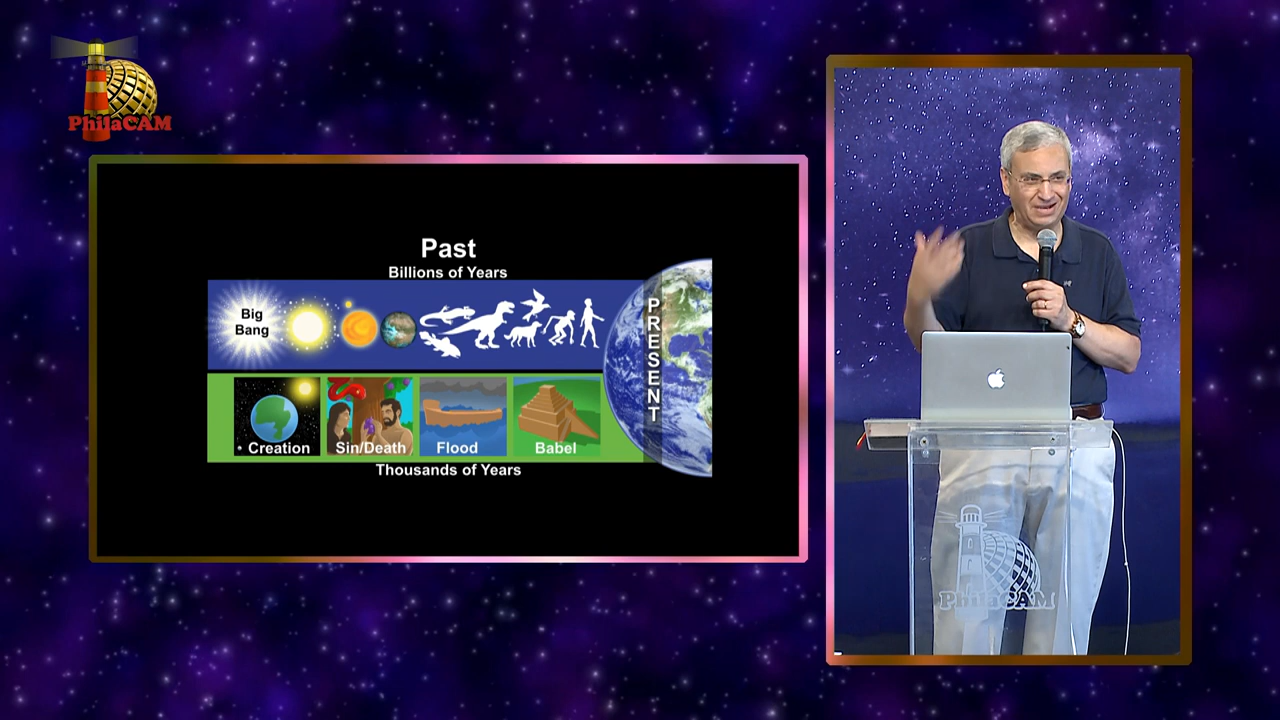 PhilaCAM
Past
Billions of Years
Big
Bang
PRESENT
Creation
Sin/Death
Flood
Babel
Thousands of Years
PhilaCAM